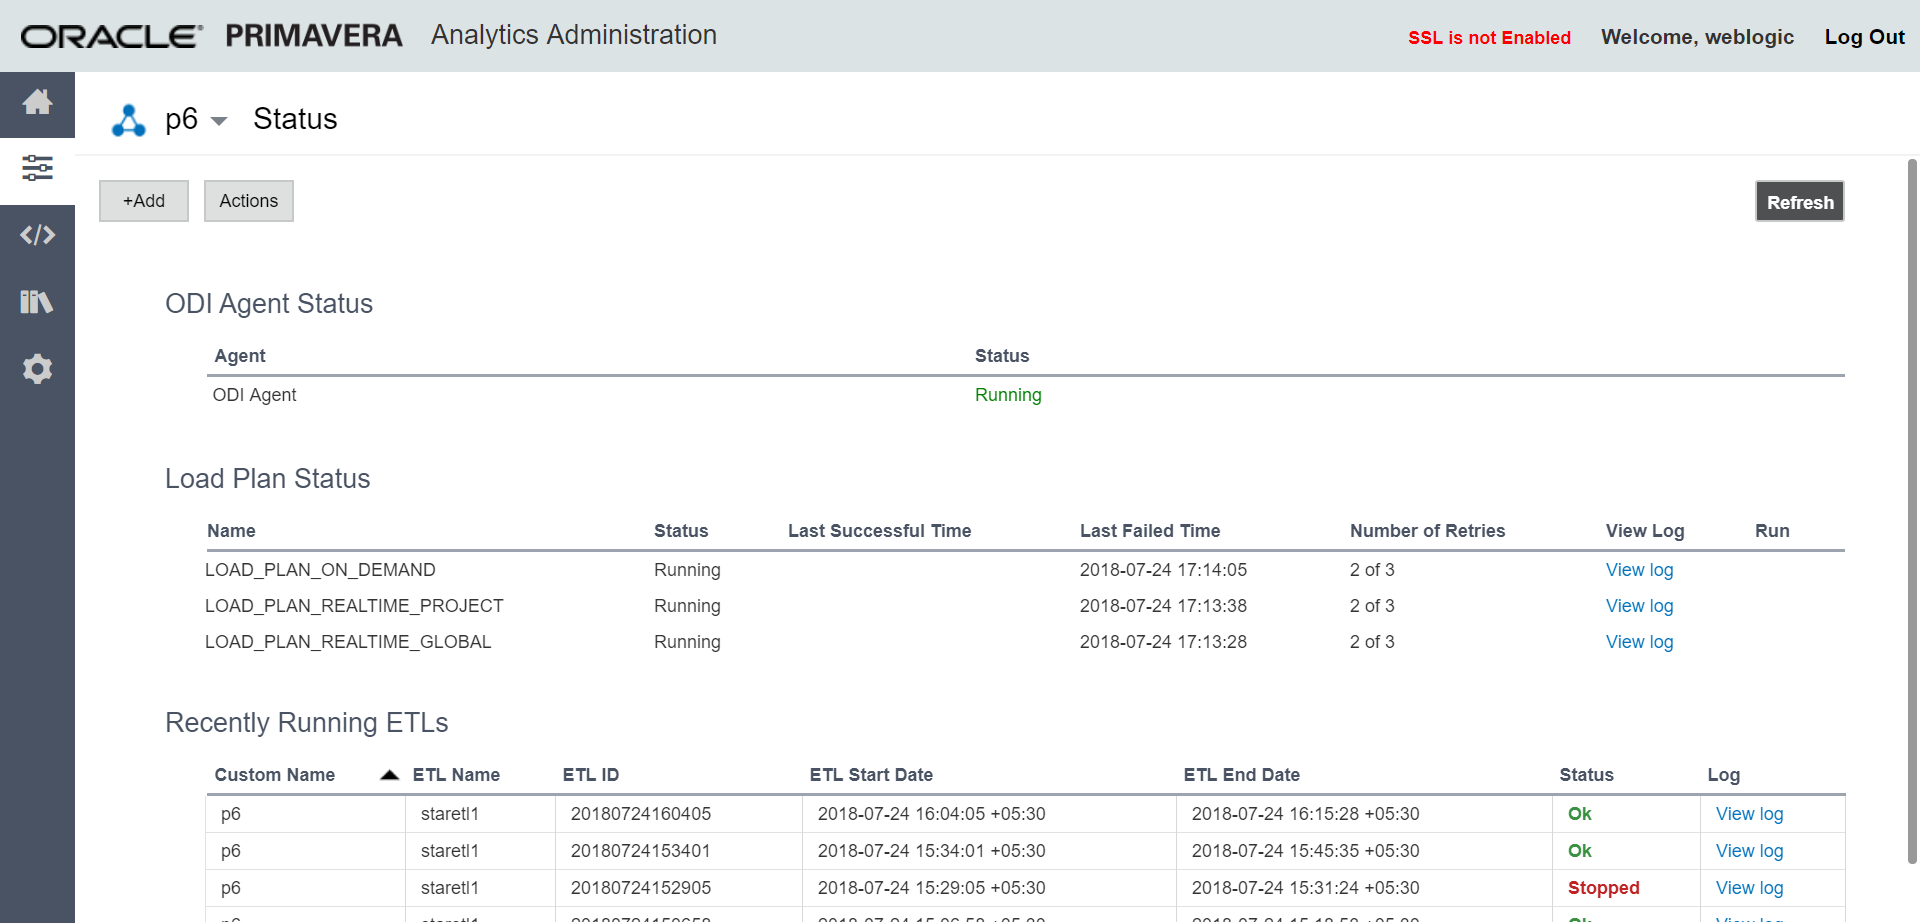 ORACLE® PRIMAVERA Analytics Administration SSL is not Enabled Welcome, weblogic Log Out
p6 Status
+Add Actions Refresh
ODI Agent Status
Agent Status
ODI Agent Running
Load Plan Status
Name Status Last Successful Time Last Failed Time Number of Retries View Log Run
LOAD_PLAN_ON_DEMAND Running 2018-07-24 17:14:05 2 of 3 View log
LOAD_PLAN_REALTIME_PROJECT Running 2018-07-24 17:13:38 2 of 3 View log
LOAD_PLAN_REALTIME_GLOBAL Running 2018-07-24 17:13:28 2 of 3 View log
Recently Running ETLs
Custom Name ETL Name ETL ID ETL Start Date ETL End Date Status Log
p6 staretl1 20180724160405 2018-07-24 16:04:05 +05:30 2018-07-24 16:15:28 +05:30 Ok View log
p6 staretl1 20180724153401 2018-07-24 15:34:01 +05:30 2018-07-24 15:45:35 +05:30 Ok View log
p6 staretl1 20180724152905 2018-07-24 15:29:05 +05:30 2018-07-24 15:31:24 +05:30 Stopped View log